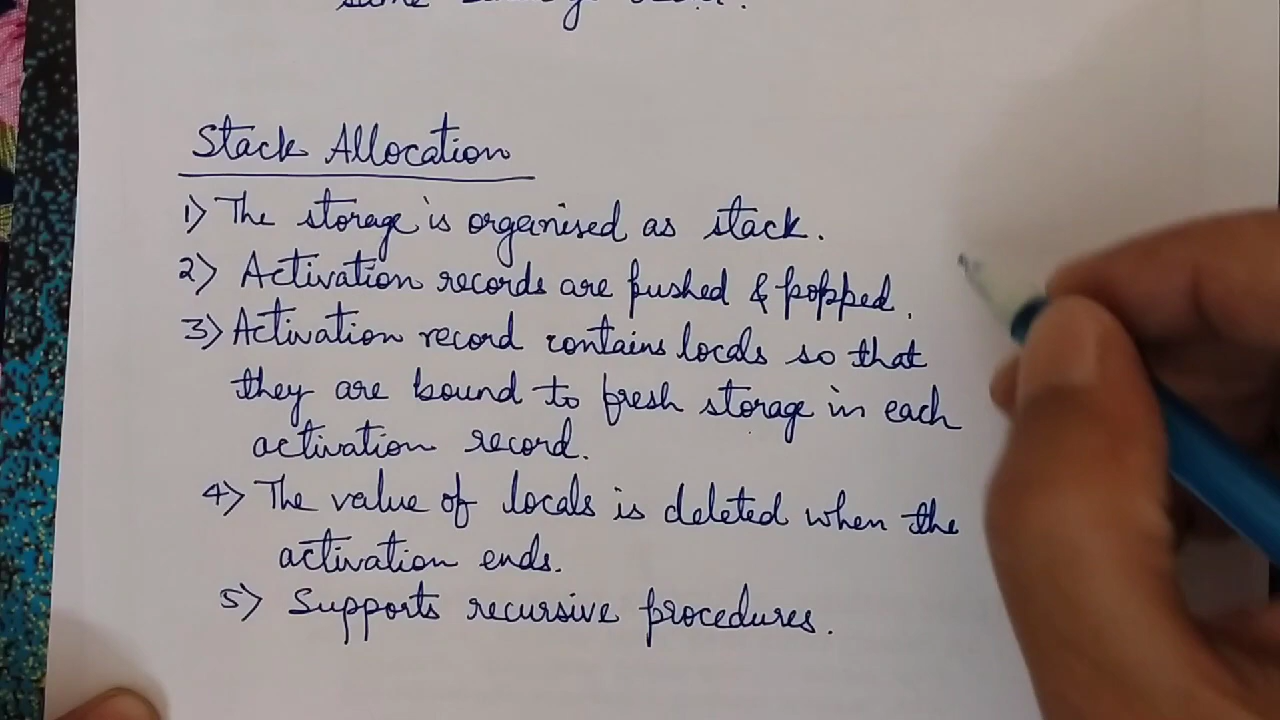 Stack Allocation
1) The storage is organised as stack.
2) Activation records are pushed & popped.
3) Activation record contains locals so that
they are bound to fresh storage in each
activation record.
4) The value of locals is deleted when the
activation ends.
5) Supports recursive procedures.